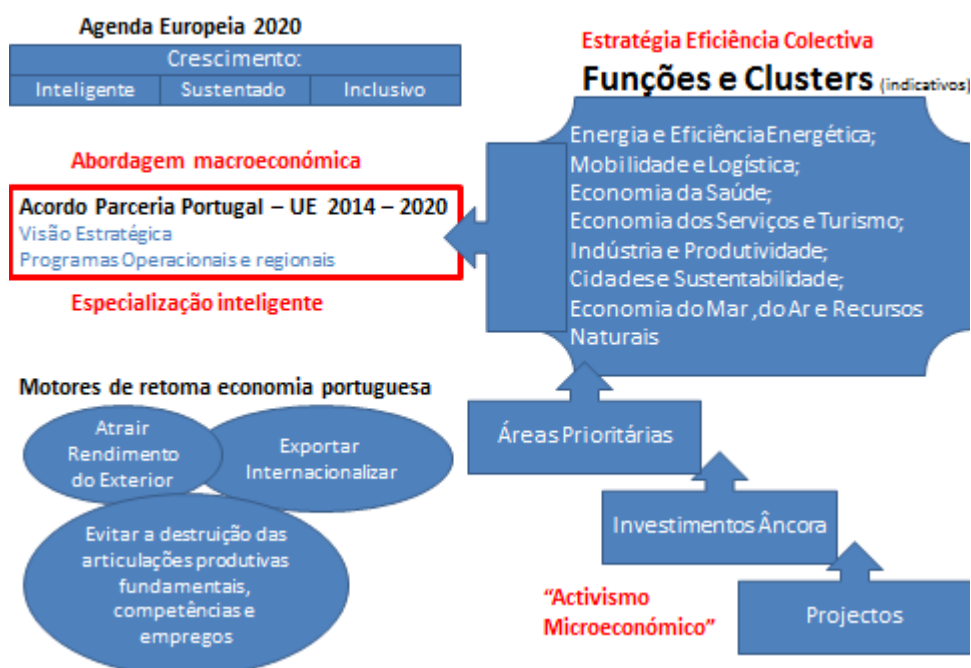 Agenda Europeia 2020
Crescimento:
Inteligente Sustentado Inclusivo
Abordagem macroeconómica
Acordo Parceria Portugal – UE 2014 – 2020
Visão Estratégica
Programas Operacionais e regionais
Especialização inteligente
Motores de retoma economia portuguesa
Atrair
Rendimento
do Exterior
Exportar
Internacionalizar
Evitar a destruição das
articulações produtivas
fundamentais,
competências e
empregos
Estratégia Eficiência Colectiva
Funções e Clusters (indicativos)
Energia e Eficiência Energética;
Mobilidade e Logística;
Economia da Saúde;
Economia dos Serviços e Turismo;
Indústria e Produtividade;
Cidades e Sustentabilidade;
Economia do Mar ,do Ar e Recursos
Naturais
Áreas Prioritárias
Investimentos Âncora
Projectos
“Activismo
Microeconómico”